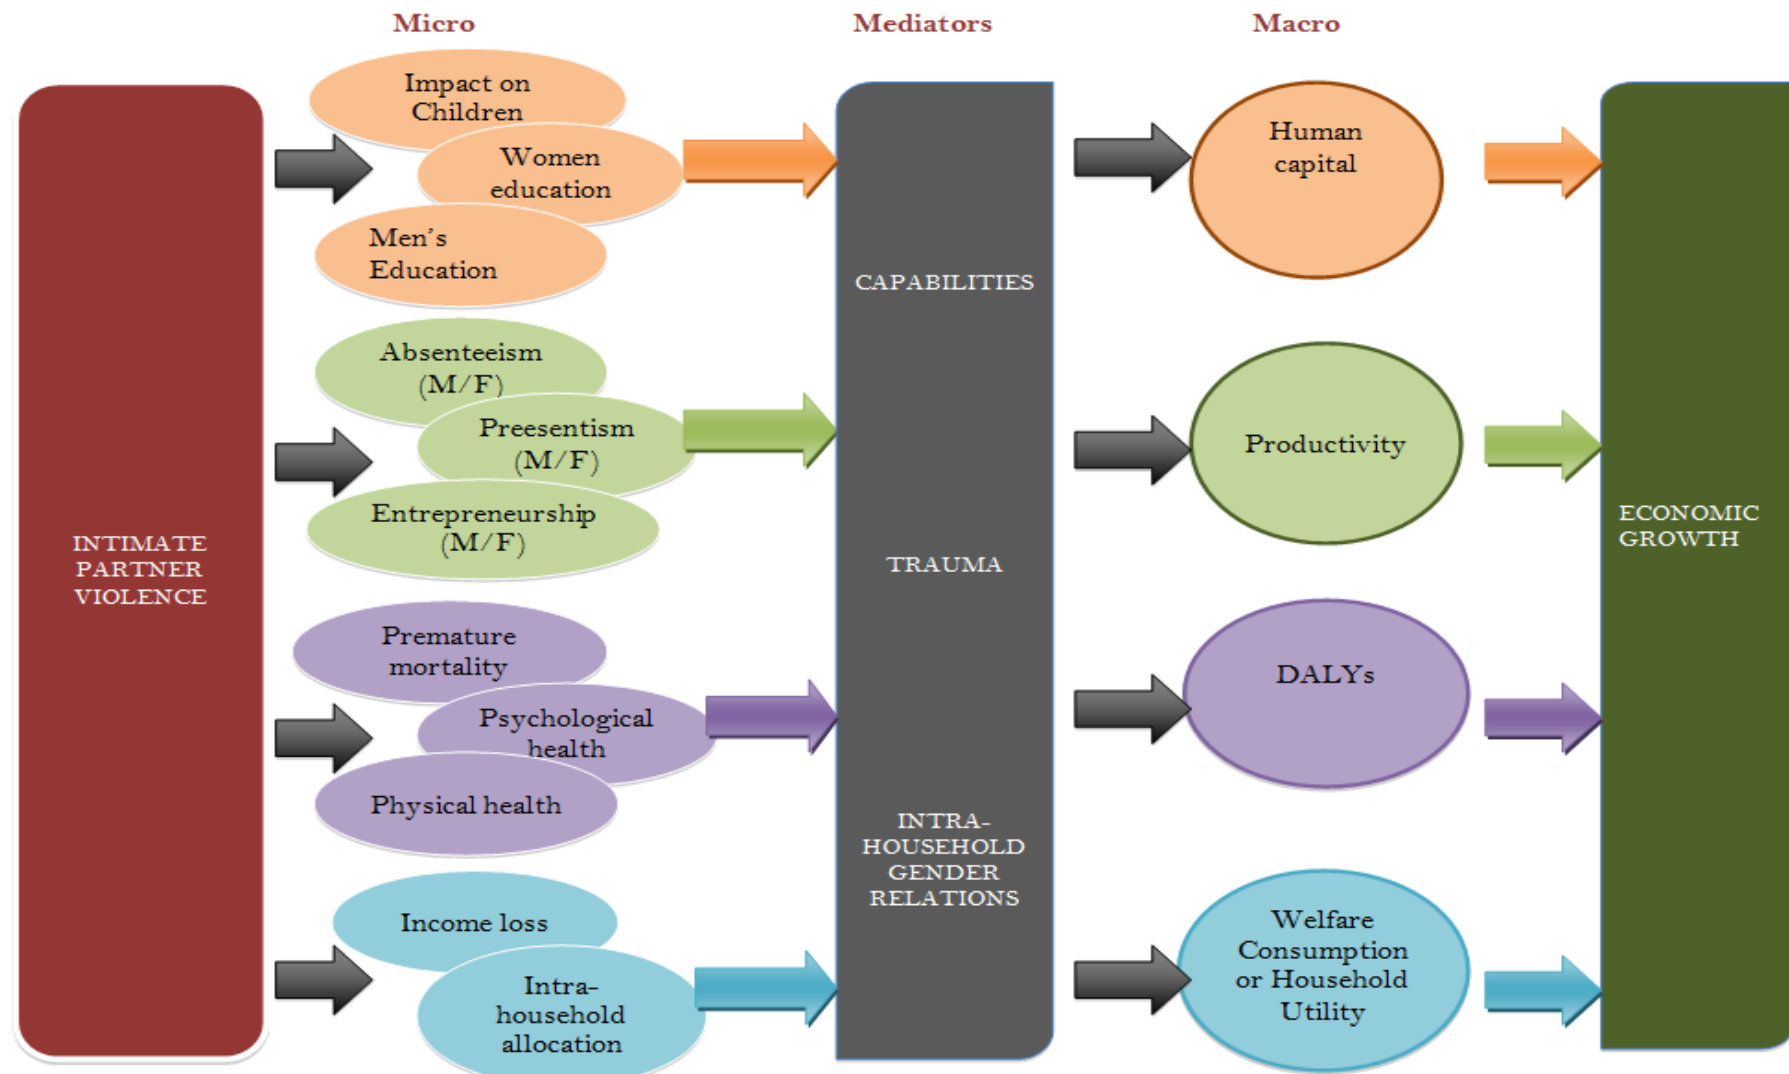 Micro
Mediators
Macro
INTIMATE
PARTNER
VIOLENCE
Impact on
Children
Women
education
Men's
Education
Absenteeism
(M/F)
Preesentism
(M/F)
Entrepreneurship
(M/F)
Premature
mortality
Psychological
health
Physical health
Income loss
Intra-
household
allocation
CAPABILITIES
TRAUMA
INTRA-
HOUSEHOLD
GENDER
RELATIONS
Human
capital
Productivity
DALYs
Welfare
Consumption
or Household
Utility
ECONOMIC
GROWTH